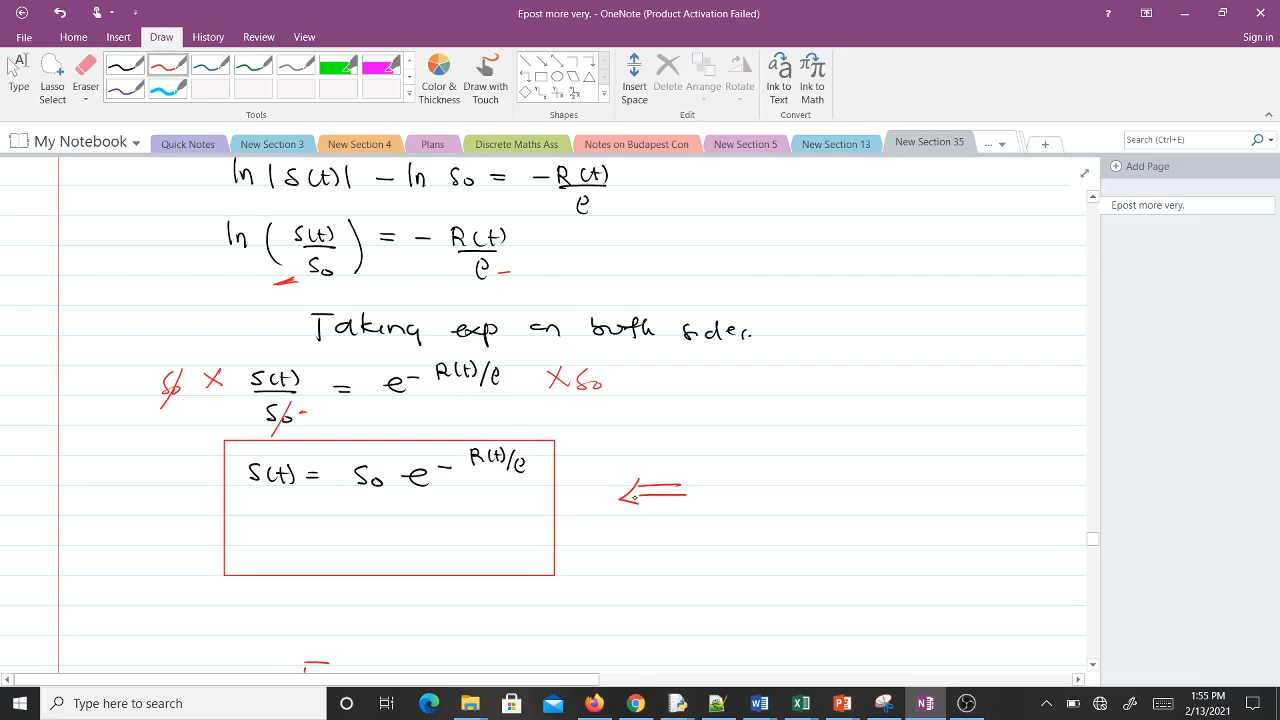 Epost more very. - OneNote (Product Activation Failed)
File Home Insert Draw History Review View
Sign in
Type
Lasso Select
Eraser
Color & Thickness
Draw with Touch
Insert Space
Delete
Arrange
Rotate
Ink to Text
Ink to Math
Tools
Shapes
Edit
Convert
My Notebook
Quick Notes
New Section 3
New Section 4
Plans
Discrete Maths Ass
Notes on Budapest Con
New Section 5
New Section 13
New Section 35
...
Search (Ctrl+E)
Add Page
Epost more very.
ln |S(t)| - ln S₀ = -R(t)/ρ
ln (S(t)/S₀) = - R(t)/ρ
Taking exp on both sides.
S₀ × S(t)/S₀ = e^- R(t)/ρ × S₀
S(t) = S₀ e^- R(t)/ρ
Type here to search
1:55 PM
2/13/2021